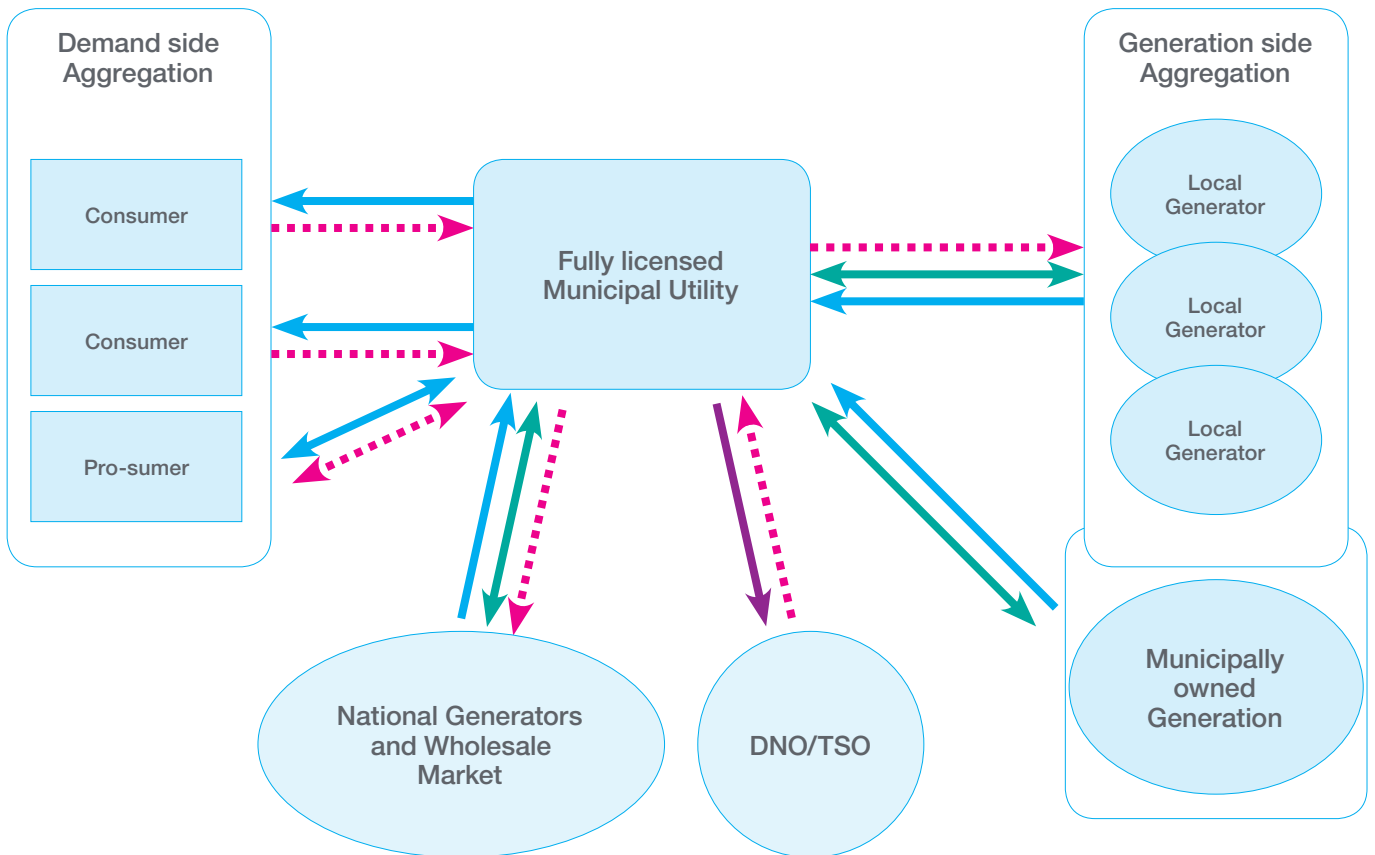 Demand side
Aggregation
Consumer
Consumer
Pro-sumer
Fully licensed
Municipal Utility
Generation side
Aggregation
Local
Generator
Local
Generator
Local
Generator
Municipally
owned
Generation
National Generators
and Wholesale
Market
DNO/TSO